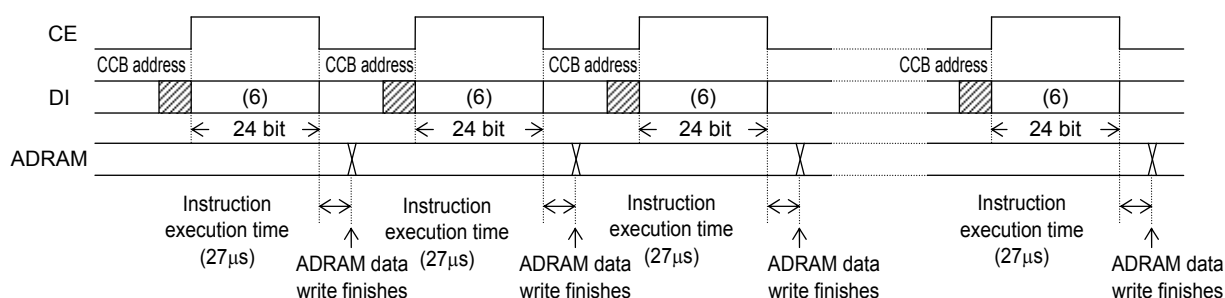 CE
CCB address CCB address CCB address CCB address
DI (6) (6) (6) (6)
24 bit 24 bit 24 bit 24 bit
ADRAM
Instruction execution time (27μs)
Instruction execution time (27μs)
Instruction execution time (27μs)
Instruction execution time (27μs)
ADRAM data write finishes
ADRAM data write finishes
ADRAM data write finishes
ADRAM data write finishes